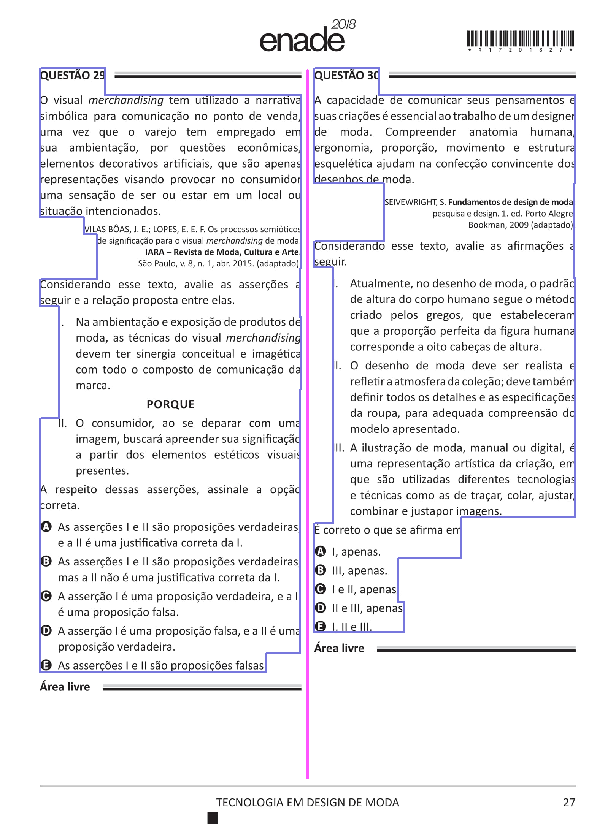 enade 2018
*R1720182 7*
QUESTÃO 29
O visual merchandising tem utilizado a narrativa
simbólica para comunicação no ponto de venda,
uma vez que o varejo tem empregado em
sua ambientação, por questões econômicas,
elementos decorativos artificiais, que são apenas
representações visando provocar no consumidor
uma sensação de ser ou estar em um local ou
situação intencionados.
VILAS BÔAS, J. E.; LOPES, E. E. F. Os processos semióticos
de significação para o visual merchandising de moda.
IARA – Revista de Moda, Cultura e Arte.
São Paulo, v. 8, n. 1, abr. 2015. (adaptado).
Considerando esse texto, avalie as asserções a
seguir e a relação proposta entre elas.
I. Na ambientação e exposição de produtos de
moda, as técnicas do visual merchandising
devem ter sinergia conceitual e imagética
com todo o composto de comunicação da
marca.
PORQUE
II. O consumidor, ao se deparar com uma
imagem, buscará apreender sua significação
a partir dos elementos estéticos visuais
presentes.
A respeito dessas asserções, assinale a opção
correta.
A As asserções I e II são proposições verdadeiras,
e a II é uma justificativa correta da I.
B As asserções I e II são proposições verdadeiras,
mas a II não é uma justificativa correta da I.
C A asserção I é uma proposição verdadeira, e a II
é uma proposição falsa.
D A asserção I é uma proposição falsa, e a II é uma
proposição verdadeira.
E As asserções I e II são proposições falsas.
Área livre
QUESTÃO 30
A capacidade de comunicar seus pensamentos e
suas criações é essencial ao trabalho de um designer
de moda. Compreender anatomia humana,
ergonomia, proporção, movimento e estrutura
esquelética ajudam na confecção convincente dos
desenhos de moda.
SEIVEWRIGHT, S. Fundamentos de design de moda:
pesquisa e design. 1. ed. Porto Alegre:
Bookman, 2009 (adaptado).
Considerando esse texto, avalie as afirmações a
seguir.
I. Atualmente, no desenho de moda, o padrão
de altura do corpo humano segue o método
criado pelos gregos, que estabeleceram
que a proporção perfeita da figura humana
corresponde a oito cabeças de altura.
II. O desenho de moda deve ser realista e
refletir a atmosfera da coleção; deve também
definir todos os detalhes e as especificações
da roupa, para adequada compreensão do
modelo apresentado.
III. A ilustração de moda, manual ou digital, é
uma representação artística da criação, em
que são utilizadas diferentes tecnologias
e técnicas como as de traçar, colar, ajustar,
combinar e justapor imagens.
É correto o que se afirma em
A I, apenas.
B III, apenas.
C I e II, apenas.
D II e III, apenas.
E I, II e III.
Área livre
TECNOLOGIA EM DESIGN DE MODA
27